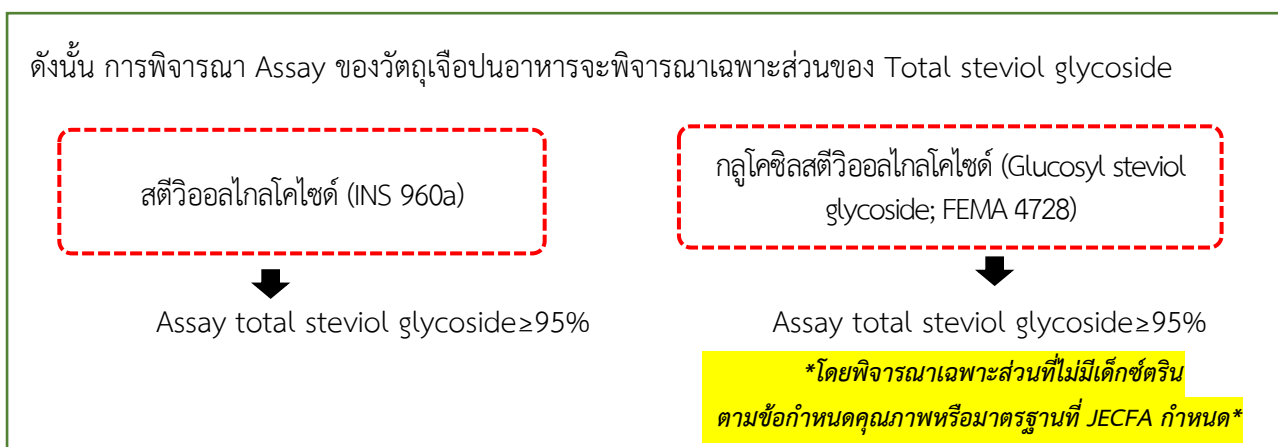 ดังนั้น การพิจารณา Assay ของวัตถุเจือปนอาหารจะพิจารณาเฉพาะส่วนของ Total steviol glycoside
สตีวิออลไกลโคไซด์ (INS 960a)
Assay total steviol glycoside≥95%
กลูโคซิลสตีวิออลไกลโคไซด์ (Glucosyl steviol
glycoside; FEMA 4728)
Assay total steviol glycoside≥95%
*โดยพิจารณาเฉพาะส่วนที่ไม่มีเด็กซ์ตริน
ตามข้อกำหนดคุณภาพหรือมาตรฐานที่ JECFA กำหนด*